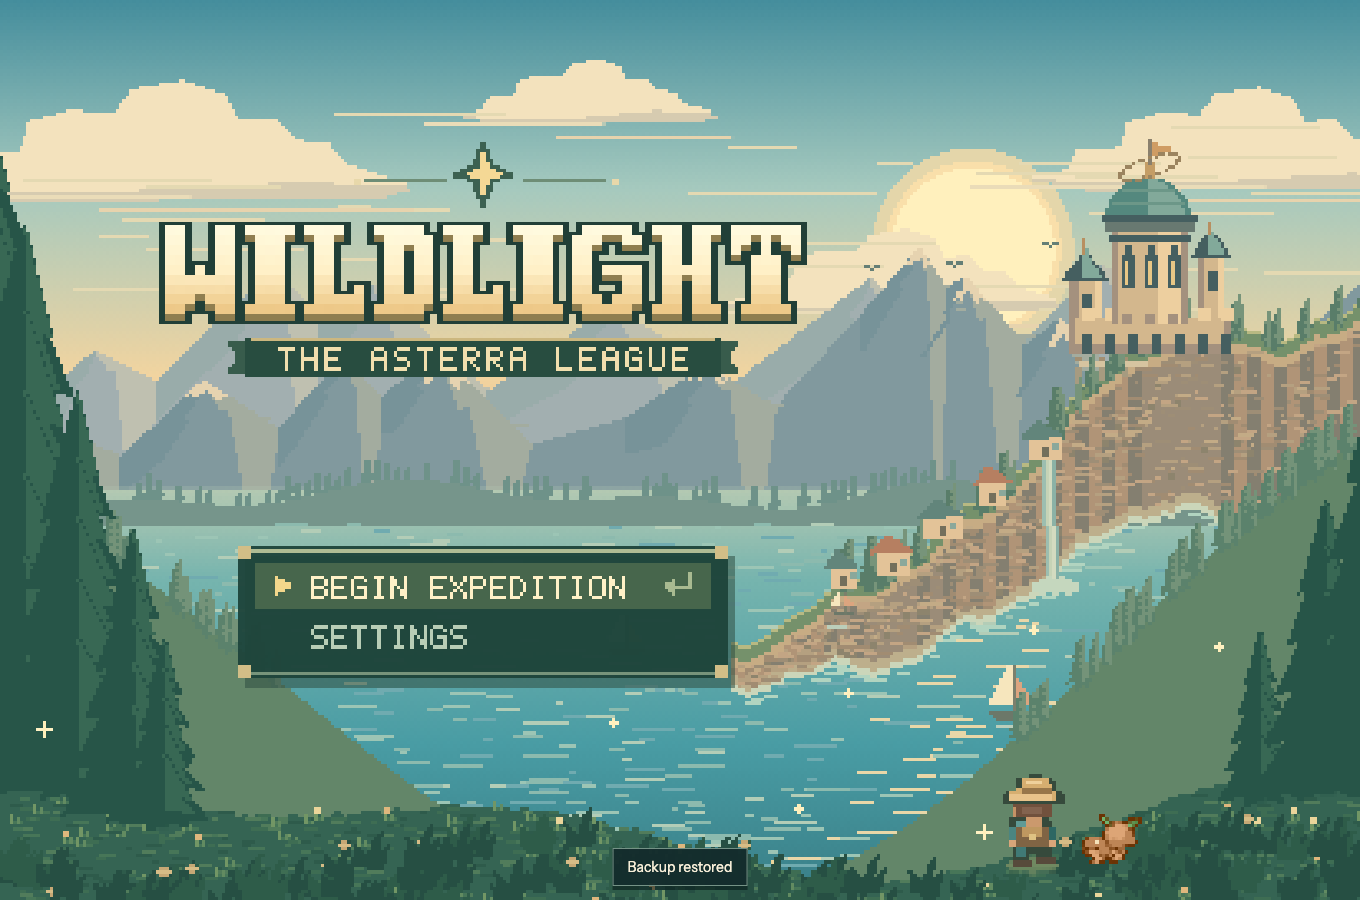 WILDLIGHT
THE ASTERRA LEAGUE
BEGIN EXPEDITION
SETTINGS
Backup restored